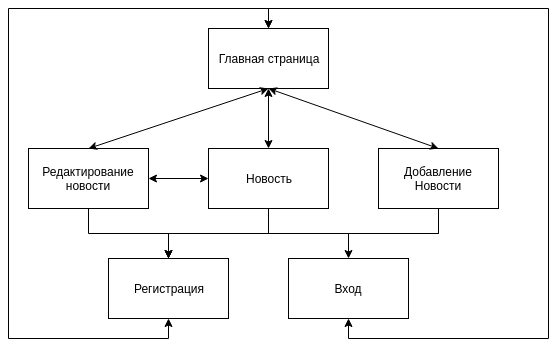 Главная страница
Редактирование
новости
Новость
Добавление
Новости
Регистрация
Вход